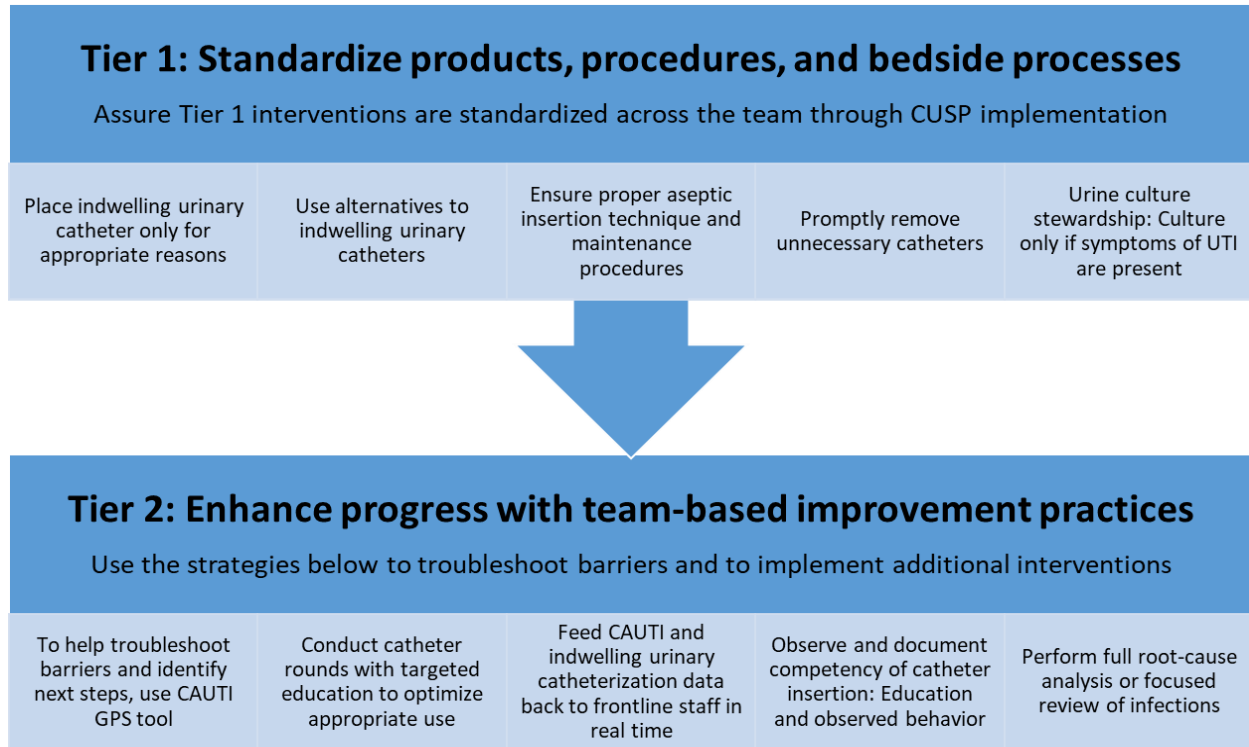 Tier 1: Standardize products, procedures, and bedside processes
Assure Tier 1 interventions are standardized across the team through CUSP implementation
Place indwelling urinary
catheter only for
appropriate reasons
Use alternatives to
indwelling urinary
catheters
Ensure proper aseptic
insertion technique and
maintenance
procedures
Promptly remove
unnecessary catheters
Urine culture
stewardship: Culture
only if symptoms of UTI
are present
Tier 2: Enhance progress with team-based improvement practices
Use the strategies below to troubleshoot barriers and to implement additional interventions
To help troubleshoot
barriers and identify
next steps, use CAUTI
GPS tool
Conduct catheter
rounds with targeted
education to optimize
appropriate use
Feed CAUTI and
indwelling urinary
catheterization data
back to frontline staff in
real time
Observe and document
competency of catheter
insertion: Education
and observed behavior
Perform full root-cause
analysis or focused
review of infections